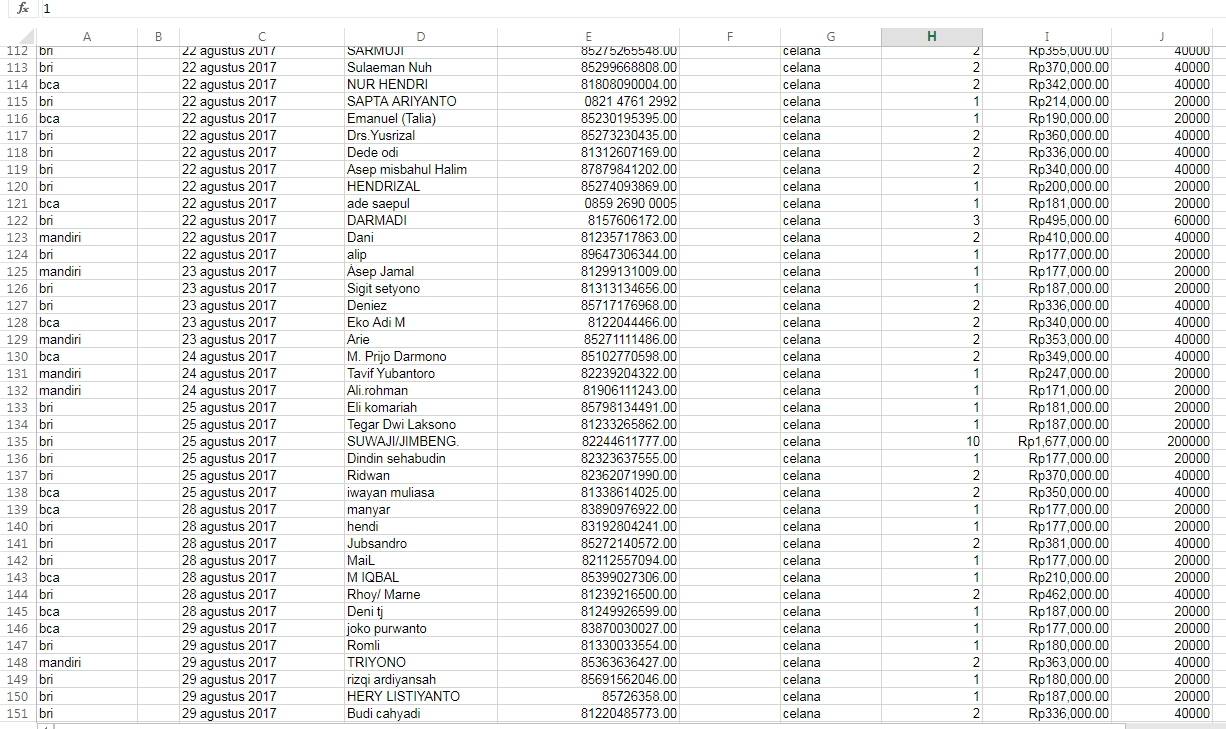 fx 1
A B C D E F G H I J
112 bri 22 agustus 2017 SARMUJI 85275265548.00 celana 2 Rp355,000.00 40000
113 bri 22 agustus 2017 Sulaeman Nuh 85299668808.00 celana 2 Rp370,000.00 40000
114 bca 22 agustus 2017 NUR HENDRI 81808090004.00 celana 2 Rp342,000.00 40000
115 bri 22 agustus 2017 SAPTA ARIYANTO 0821 4761 2992 celana 1 Rp214,000.00 20000
116 bca 22 agustus 2017 Emanuel (Talia) 85230195395.00 celana 1 Rp190,000.00 20000
117 bri 22 agustus 2017 Drs.Yusrizal 85273230435.00 celana 2 Rp360,000.00 40000
118 bri 22 agustus 2017 Dede odi 81312607169.00 celana 2 Rp336,000.00 40000
119 bri 22 agustus 2017 Asep misbahul Halim 87879841202.00 celana 2 Rp340,000.00 40000
120 bri 22 agustus 2017 HENDRIZAL 85274093869.00 celana 1 Rp200,000.00 20000
121 bca 22 agustus 2017 ade saepul 0859 2690 0005 celana 1 Rp181,000.00 20000
122 bri 22 agustus 2017 DARMADI 8157606172.00 celana 3 Rp495,000.00 60000
123 mandiri 22 agustus 2017 Dani 81235717863.00 celana 2 Rp410,000.00 40000
124 bri 22 agustus 2017 alip 89647306344.00 celana 1 Rp177,000.00 20000
125 mandiri 23 agustus 2017 Àsep Jamal 81299131009.00 celana 1 Rp177,000.00 20000
126 bri 23 agustus 2017 Sigit setyono 81313134656.00 celana 1 Rp187,000.00 20000
127 bri 23 agustus 2017 Deniez 85717176968.00 celana 2 Rp336,000.00 40000
128 bca 23 agustus 2017 Eko Adi M 8122044466.00 celana 2 Rp340,000.00 40000
129 mandiri 23 agustus 2017 Arie 85271111486.00 celana 2 Rp353,000.00 40000
130 bca 24 agustus 2017 M. Prijo Darmono 85102770598.00 celana 2 Rp349,000.00 40000
131 mandiri 24 agustus 2017 Tavif Yubantoro 82239204322.00 celana 1 Rp247,000.00 20000
132 mandiri 24 agustus 2017 Ali.rohman 81906111243.00 celana 1 Rp171,000.00 20000
133 bri 25 agustus 2017 Eli komariah 85798134491.00 celana 1 Rp181,000.00 20000
134 bri 25 agustus 2017 Tegar Dwi Laksono 81233265862.00 celana 1 Rp187,000.00 20000
135 bri 25 agustus 2017 SUWAJI/JIMBENG. 82244611777.00 celana 10 Rp1,677,000.00 200000
136 bri 25 agustus 2017 Dindin sehabudin 82323637555.00 celana 1 Rp177,000.00 20000
137 bri 25 agustus 2017 Ridwan 82362071990.00 celana 2 Rp370,000.00 40000
138 bca 25 agustus 2017 iwayan muliasa 81338614025.00 celana 2 Rp350,000.00 40000
139 bca 28 agustus 2017 manyar 83890976922.00 celana 1 Rp177,000.00 20000
140 bri 28 agustus 2017 hendi 83192804241.00 celana 1 Rp177,000.00 20000
141 bri 28 agustus 2017 Jubsandro 85272140572.00 celana 2 Rp381,000.00 40000
142 bri 28 agustus 2017 MaiL 82112557094.00 celana 1 Rp177,000.00 20000
143 bca 28 agustus 2017 M IQBAL 85399027306.00 celana 1 Rp210,000.00 20000
144 bri 28 agustus 2017 Rhoy/ Marne 81239216500.00 celana 2 Rp462,000.00 40000
145 bca 28 agustus 2017 Deni tj 81249926599.00 celana 1 Rp187,000.00 20000
146 bca 29 agustus 2017 joko purwanto 83870030027.00 celana 1 Rp177,000.00 20000
147 bri 29 agustus 2017 Romli 81330033554.00 celana 1 Rp180,000.00 20000
148 mandiri 29 agustus 2017 TRIYONO 85363636427.00 celana 2 Rp363,000.00 40000
149 bri 29 agustus 2017 rizqi ardiyansah 85691562046.00 celana 1 Rp180,000.00 20000
150 bri 29 agustus 2017 HERY LISTIYANTO 85726358.00 celana 1 Rp187,000.00 20000
151 bri 29 agustus 2017 Budi cahyadi 81220485773.00 celana 2 Rp336,000.00 40000